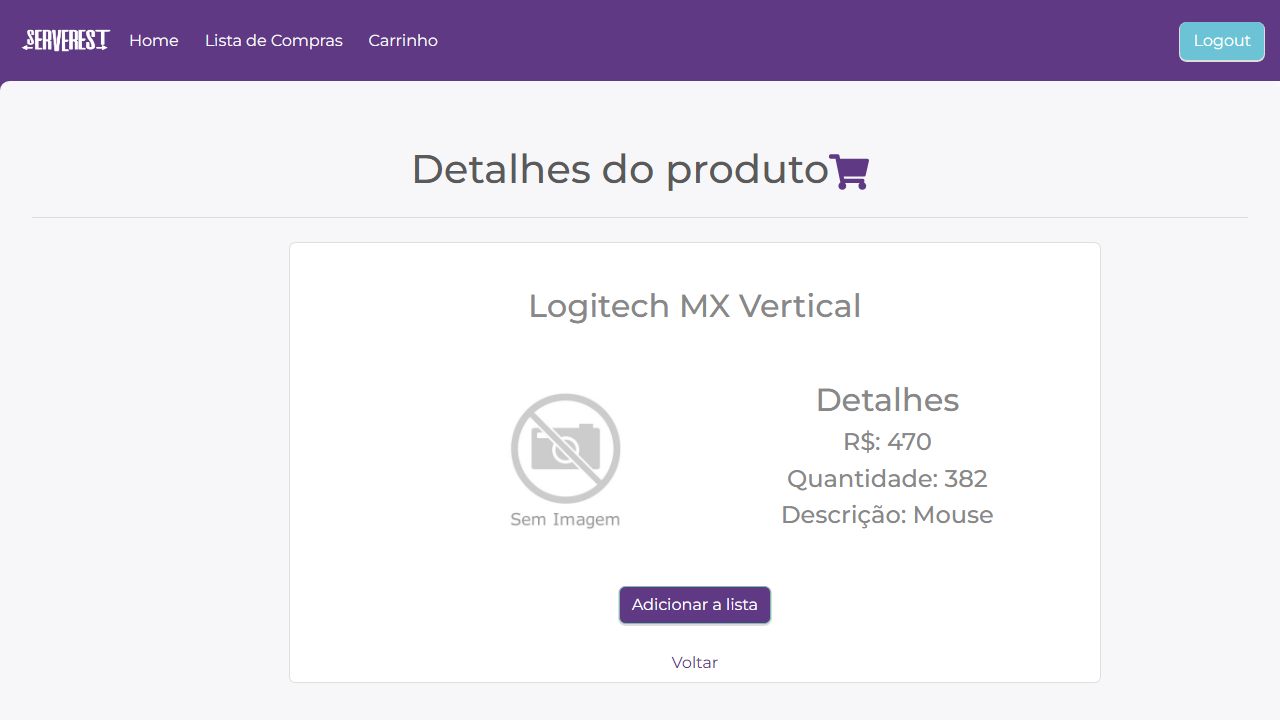 SERVEREST
Home
Lista de Compras
Carrinho
Logout
Detalhes do produto
Logitech MX Vertical
Sem Imagem
Detalhes
R$: 470
Quantidade: 382
Descrição: Mouse
Adicionar a lista
Voltar